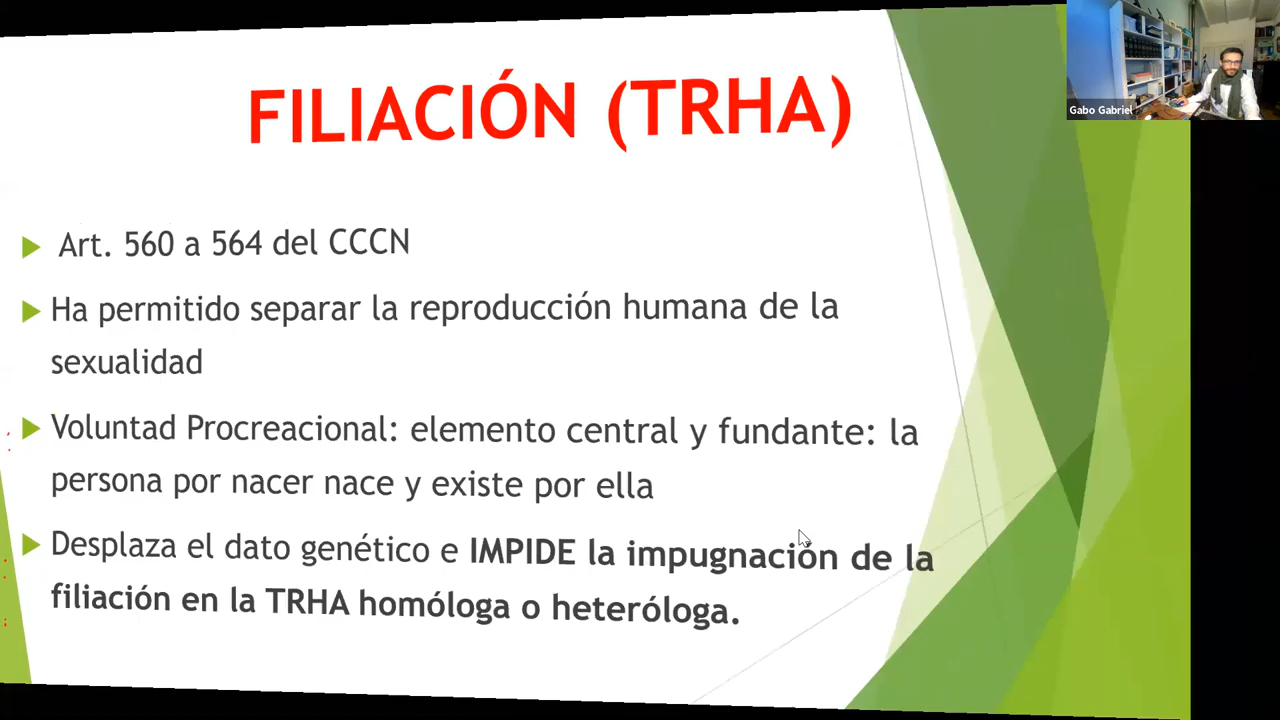 FILIACIÓN (TRHA)
Gabo Gabriel
Art. 560 a 564 del CCCN
Ha permitido separar la reproducción humana de la
sexualidad
Voluntad Procreacional: elemento central y fundante: la
persona por nacer nace y existe por ella
Desplaza el dato genético e IMPIDE la impugnación de la
filiación en la TRHA homóloga o heteróloga.